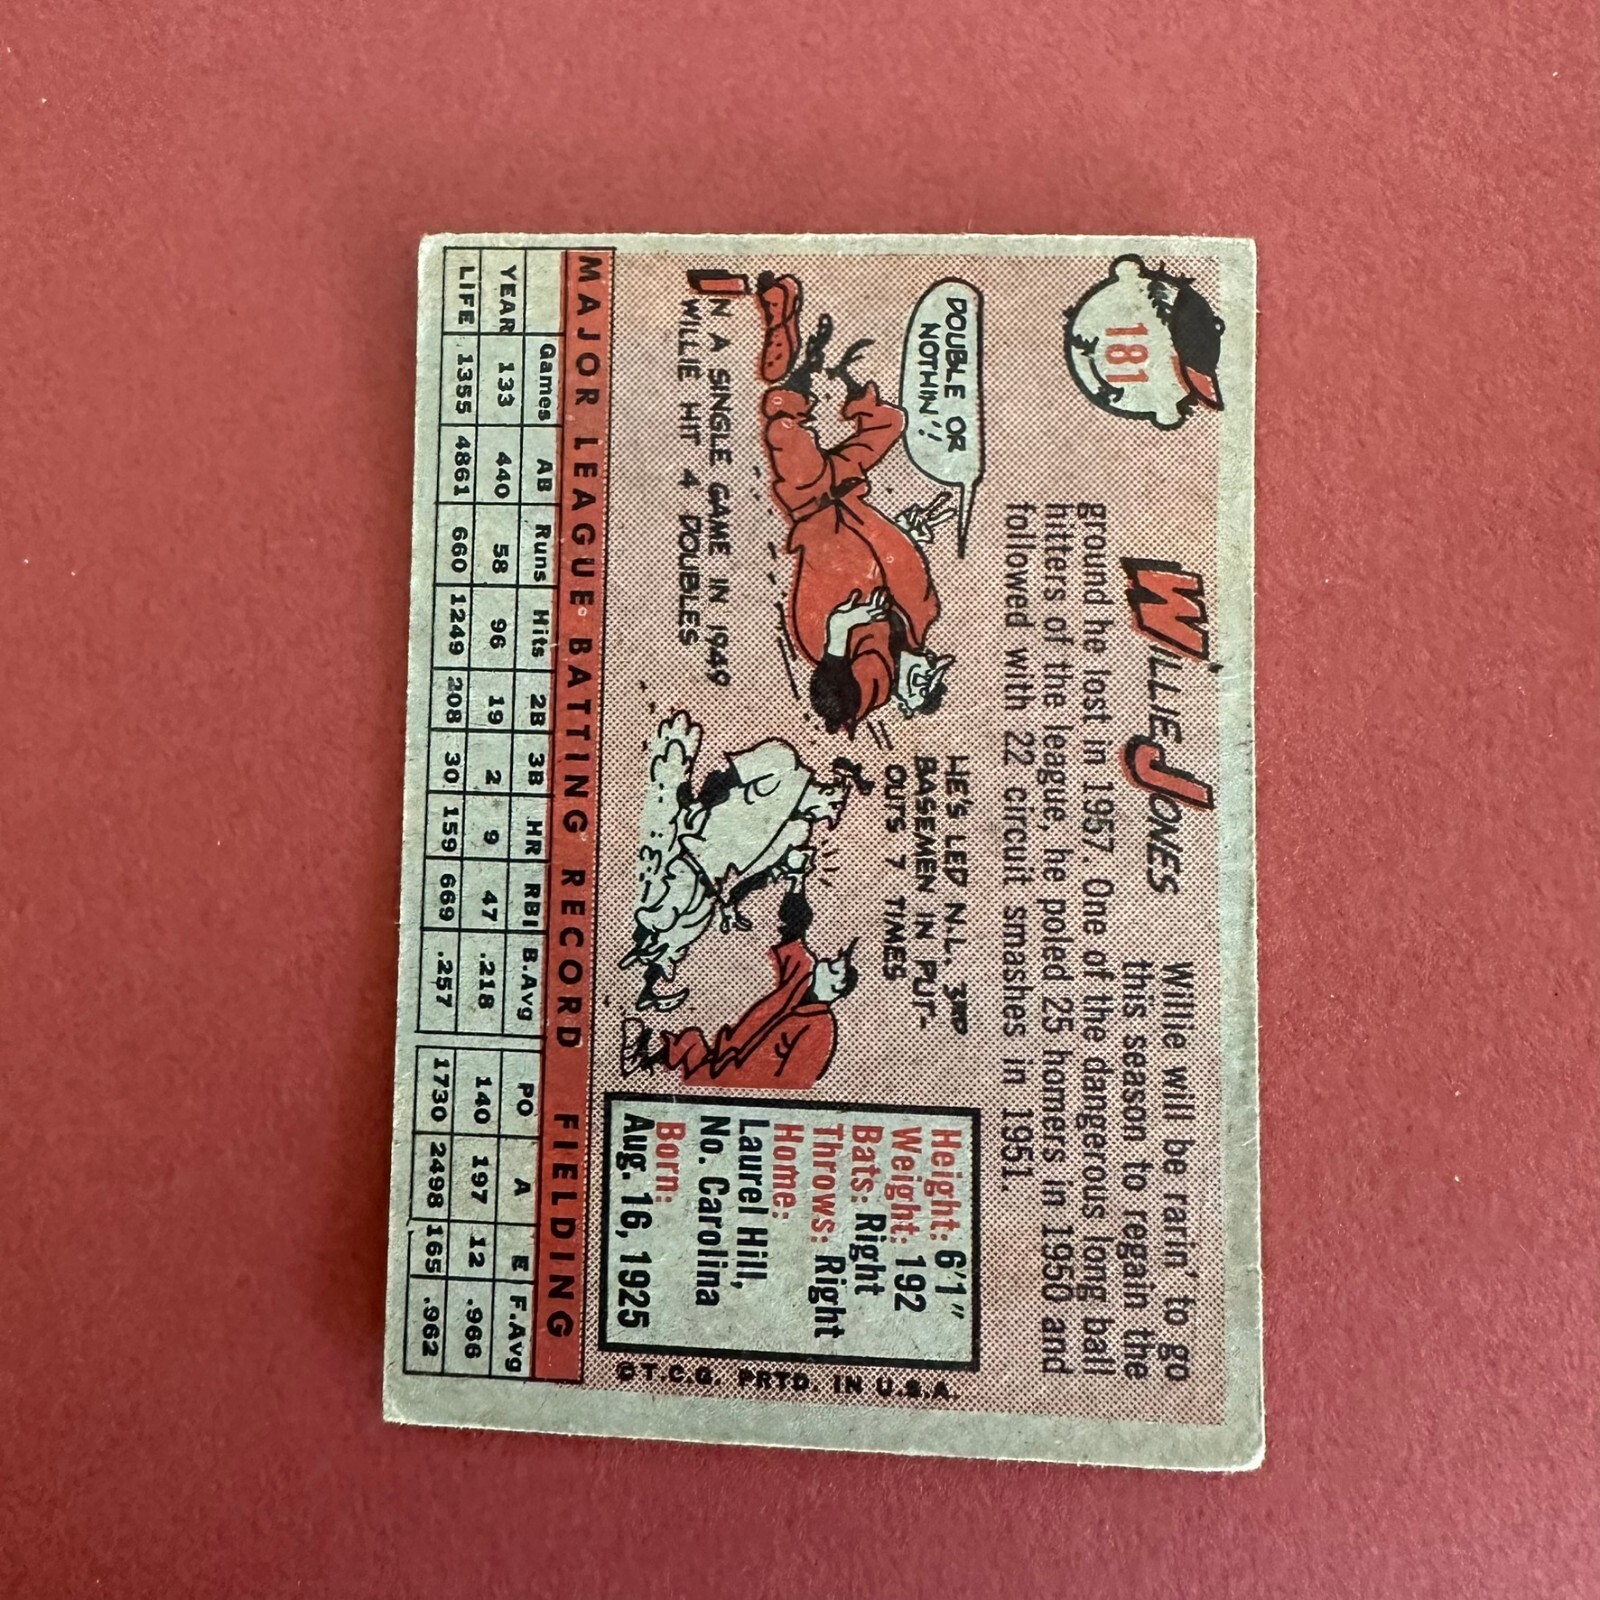 181
WILLIE JONES
Willie will be rarin' to go
this season to regain the
ground he lost in 1957. One of the dangerous long ball
hitters of the league, he poled 25 homers in 1950 and
followed with 22 circuit smashes in 1951.
DOUBLE OR
NOTHIN'!
IN A SINGLE GAME IN 1949
WILLIE HIT 4 DOUBLES
HE'S LED N.L. 3RD
BASEMEN IN PUT-
OUTS 7 TIMES
Height: 6'1"
Weight: 192
Bats: Right
Throws: Right
Home:
Laurel Hill,
No. Carolina
Born:
Aug. 16, 1925
©T.C.G. PRTD. IN U.S.A.
MAJOR LEAGUE BATTING RECORD FIELDING
Games AB Runs Hits 2B 3B HR RBI B.Avg PO A E F.Avg
YEAR 133 440 58 96 19 2 9 47 .218 140 197 12 .966
LIFE 1355 4861 660 1249 208 30 159 669 .257 1730 2498 165 .962